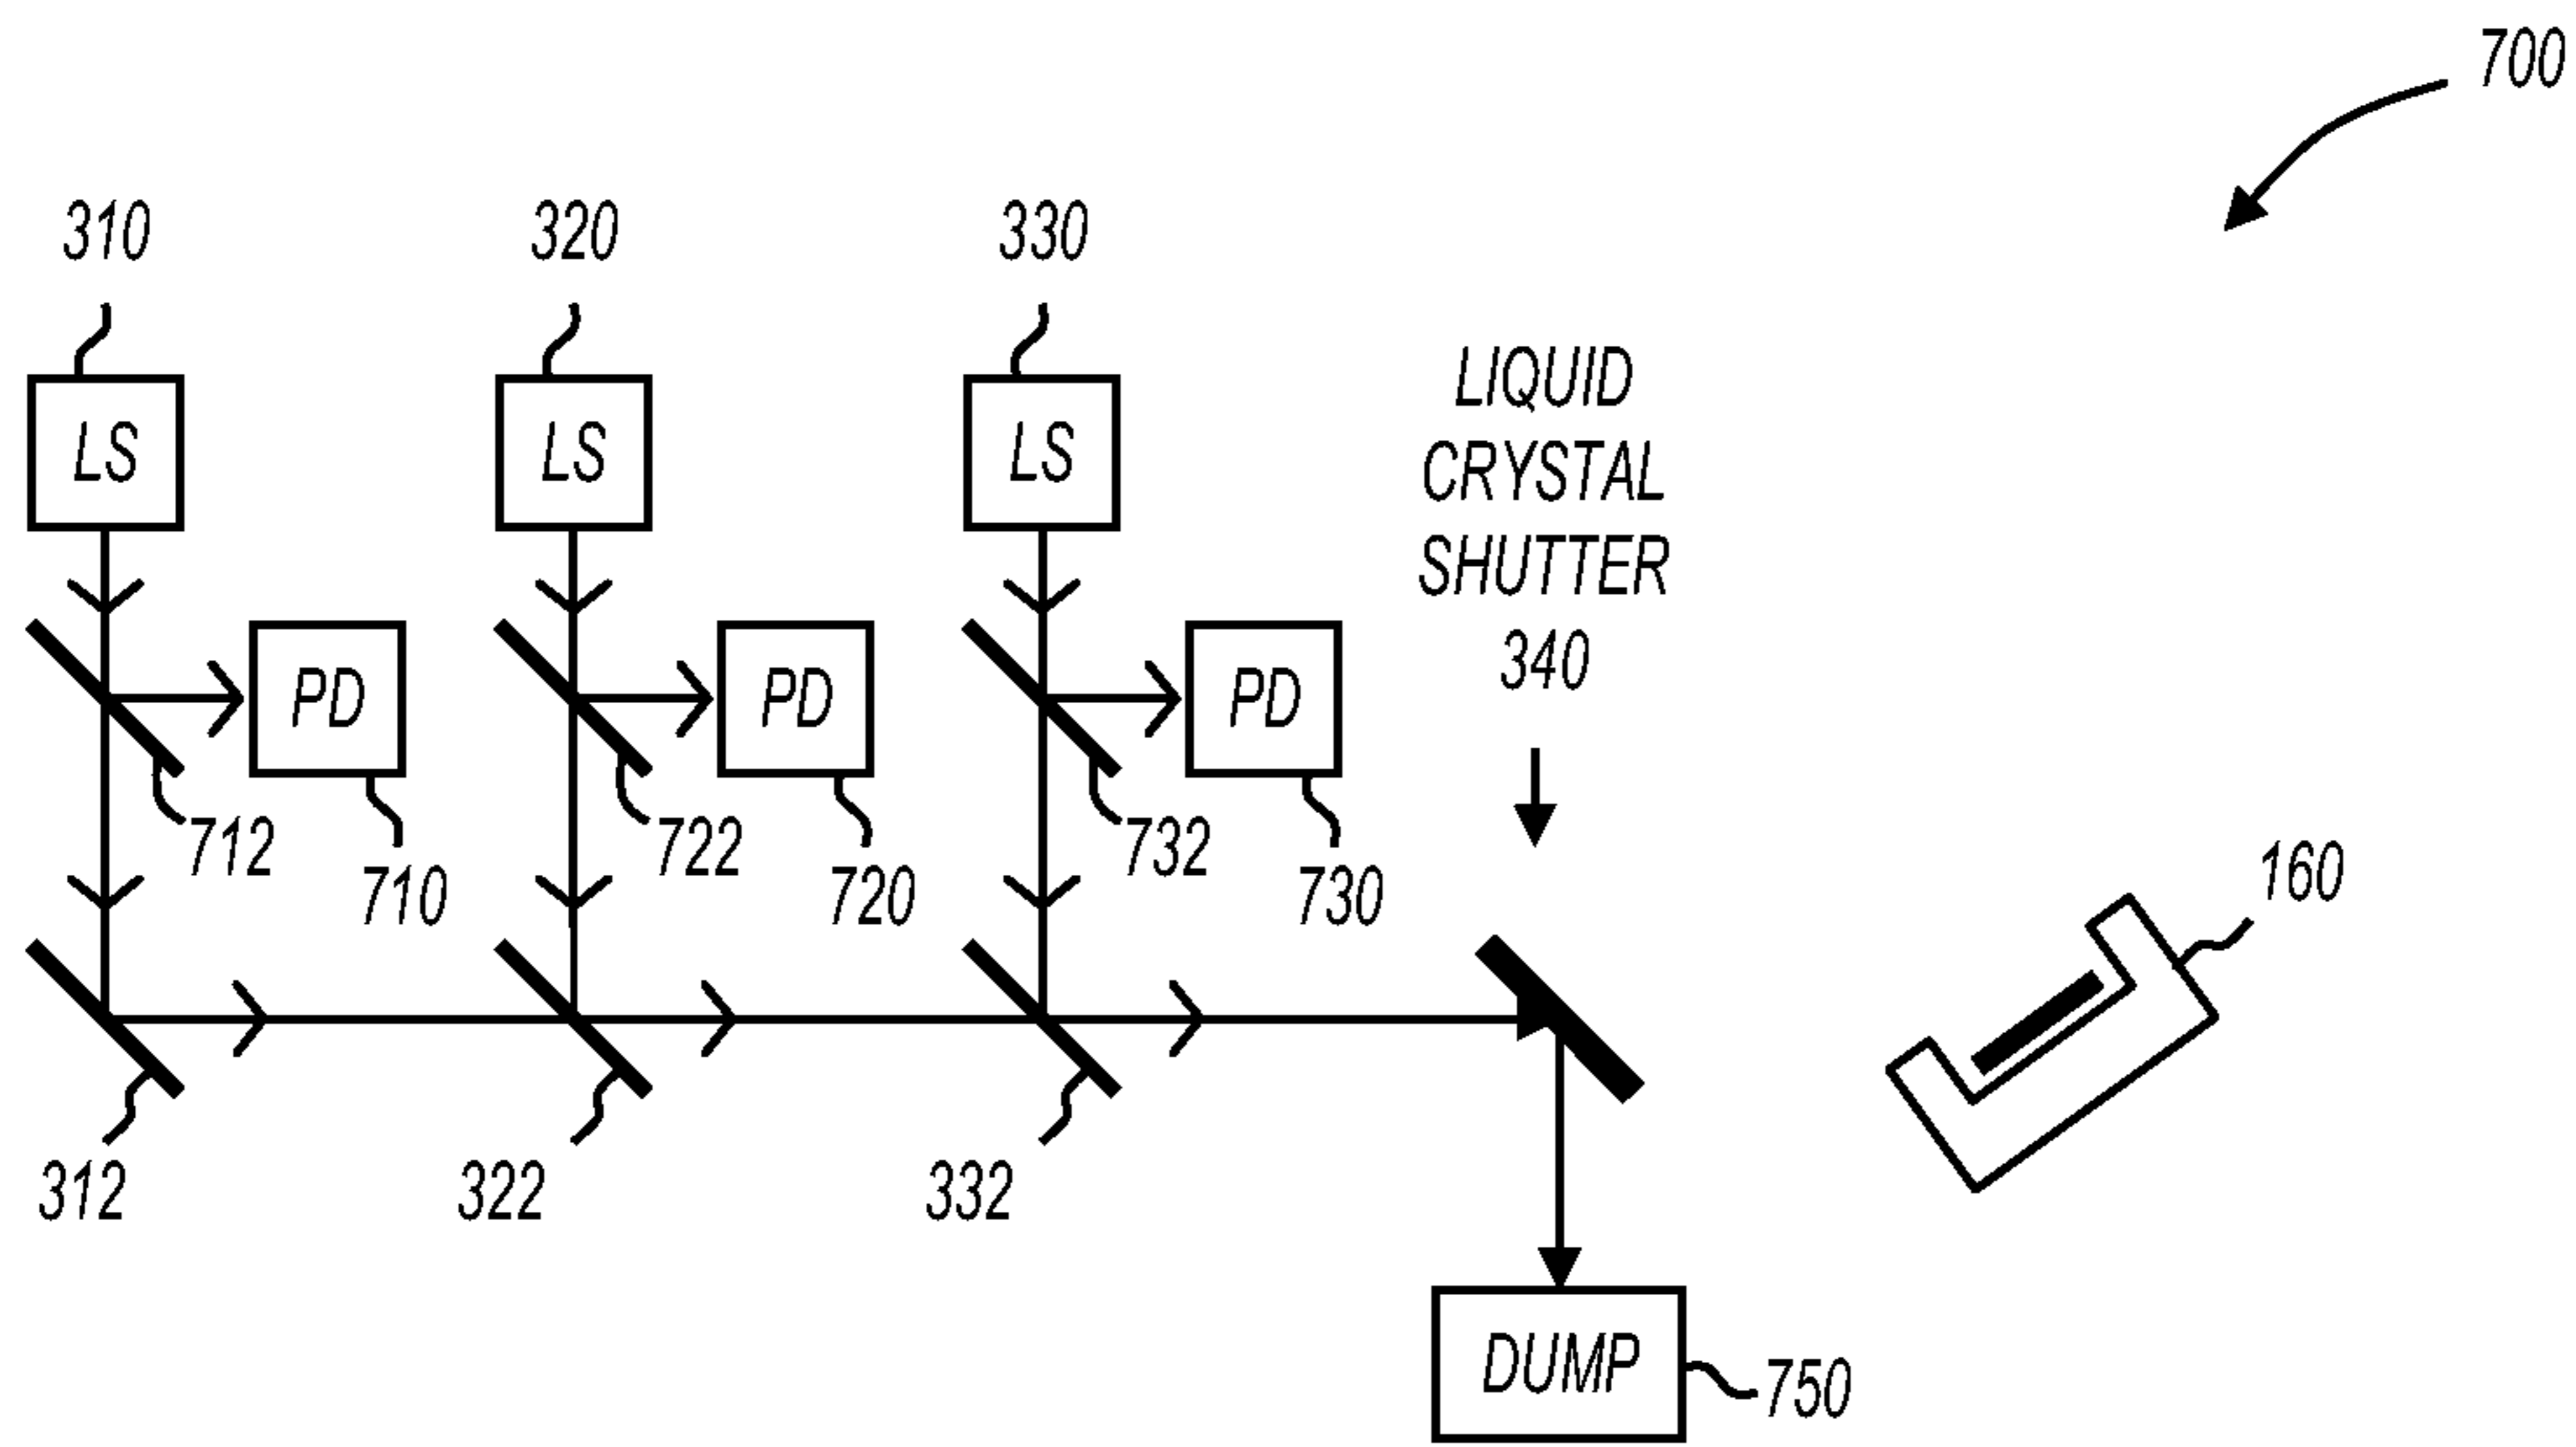 700
310
320
330
LS
LS
LS
LIQUID
CRYSTAL
SHUTTER
340
PD
PD
PD
712
710
722
720
732
730
160
312
322
332
DUMP
750